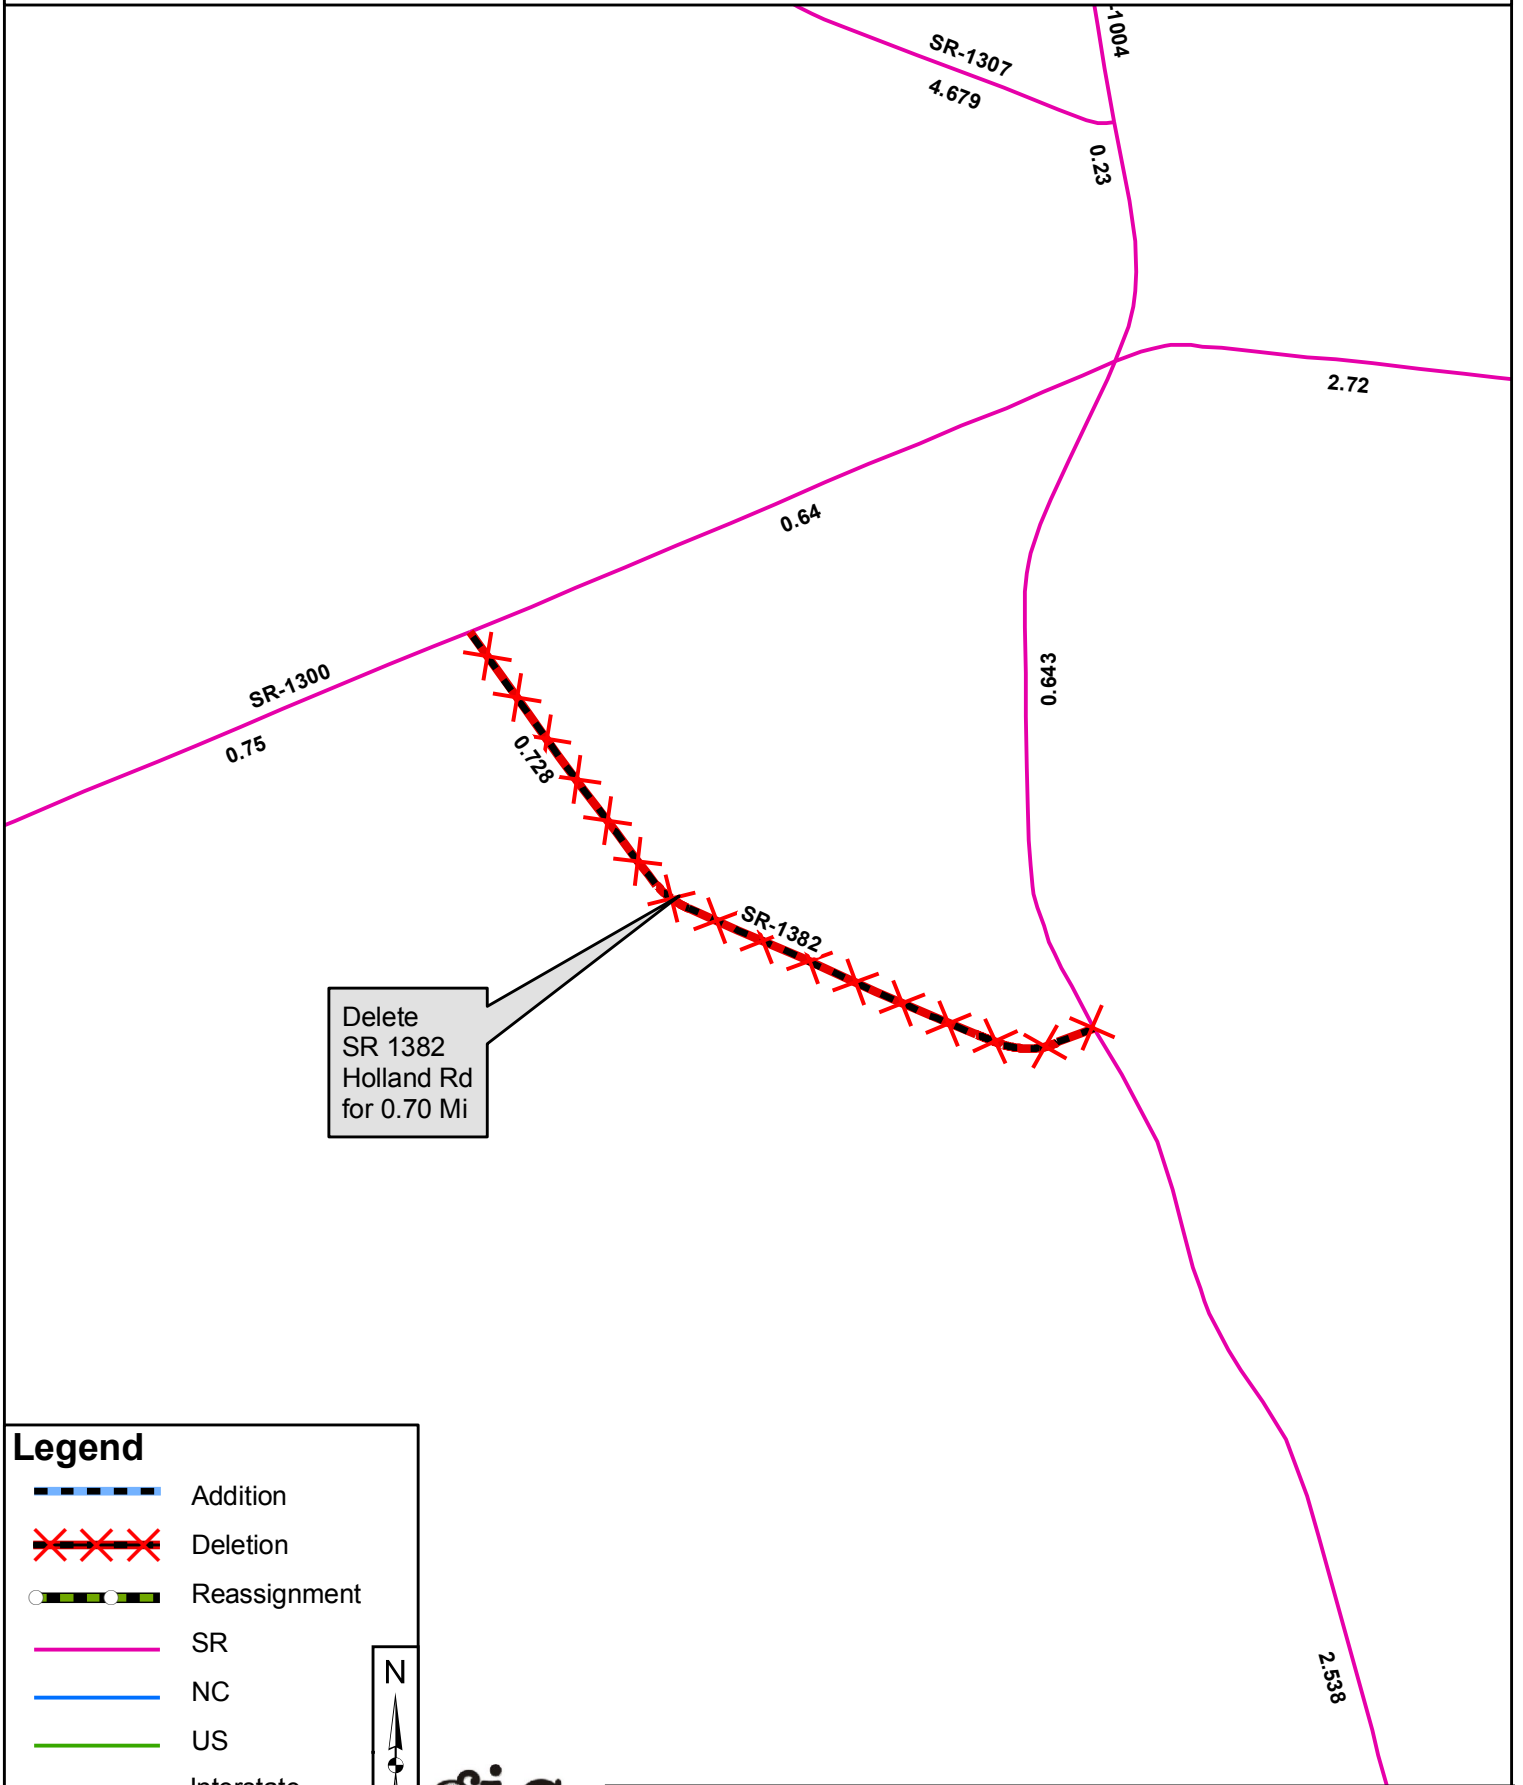 -1004
SR-1307
4.679
0.23
2.72
0.64
0.643
SR-1300
0.75
0.728
SR-1382
Delete
SR 1382
Holland Rd
for 0.70 Mi
2.538
Legend
Addition
Deletion
Reassignment
SR
NC
US
Interstate
N